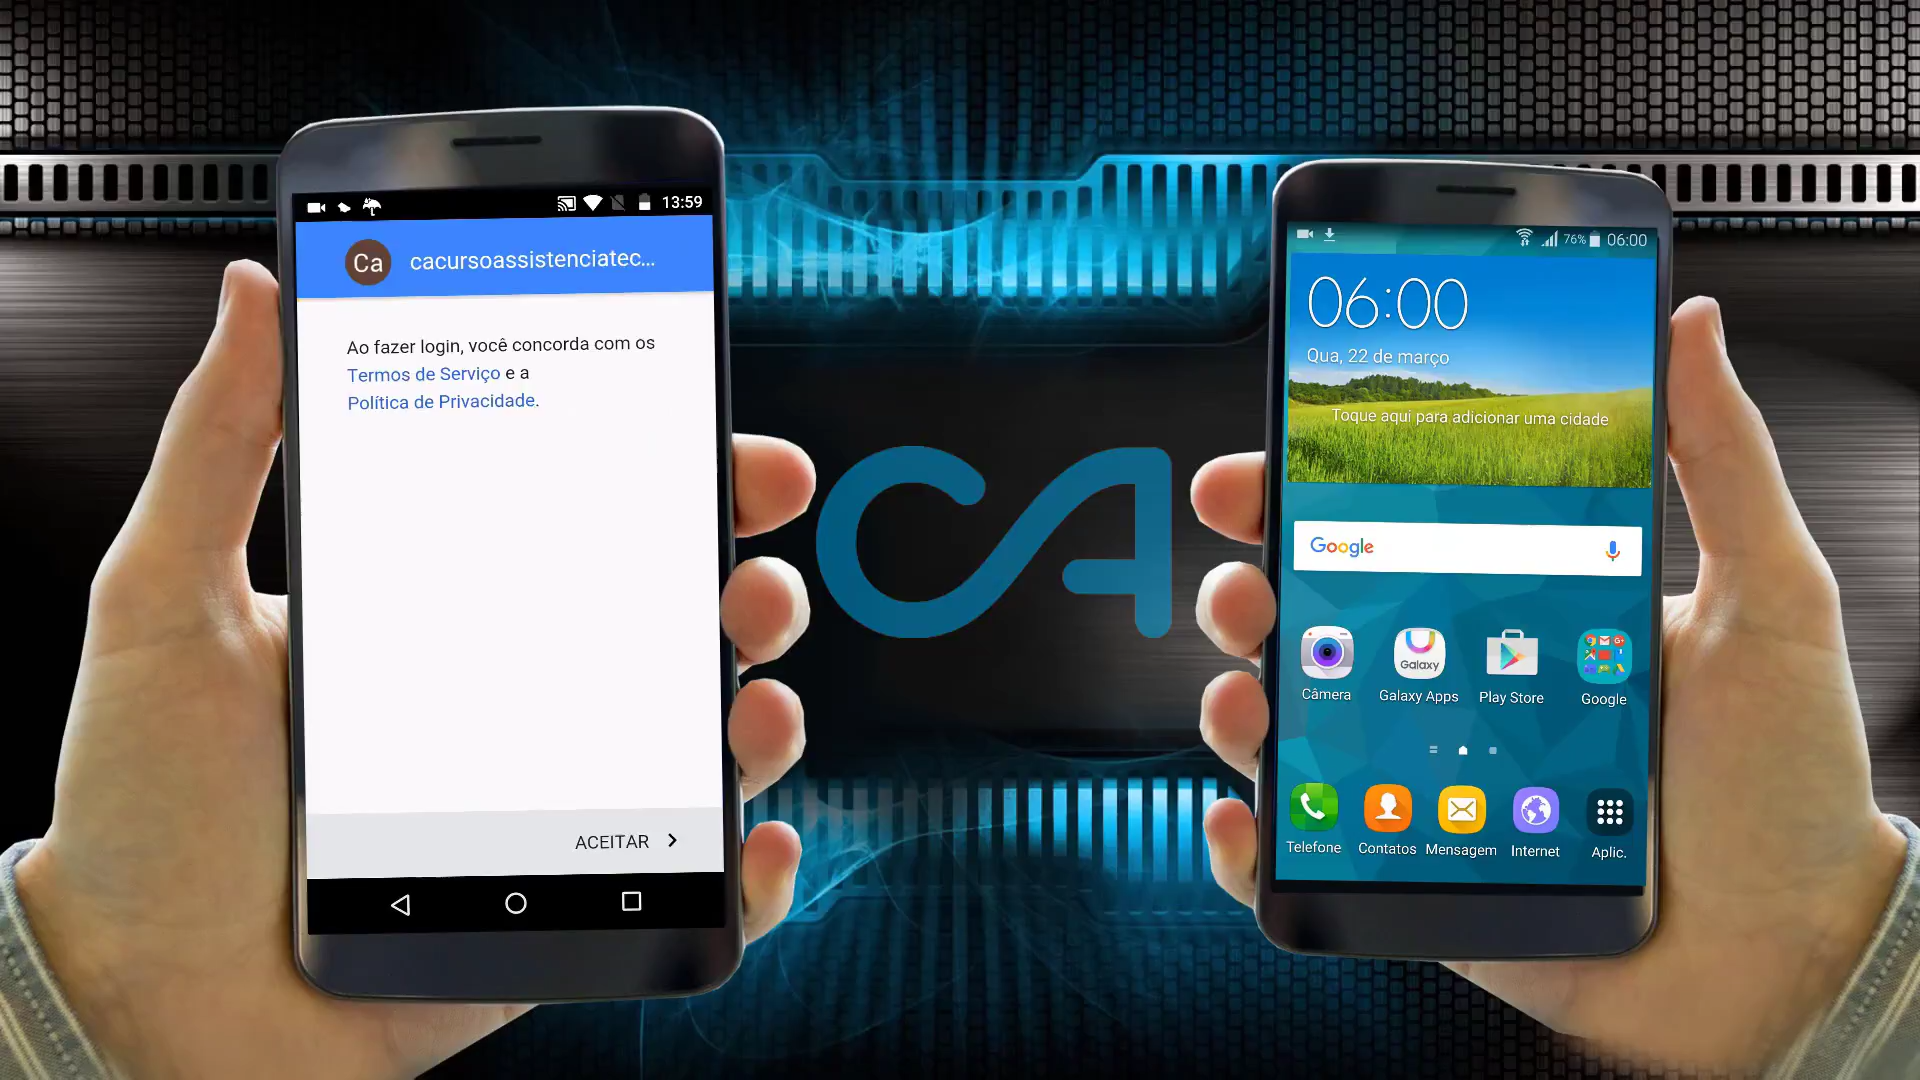 13:59
Ca cacursoassistenciatec...
Ao fazer login, você concorda com os
Termos de Serviço e a
Política de Privacidade.
ACEITAR
CA
76% 06:00
06:00
Qua, 22 de março
Toque aqui para adicionar uma cidade
Google
Galaxy
Câmera Galaxy Apps Play Store Google
Telefone Contatos Mensagem Internet Aplic.